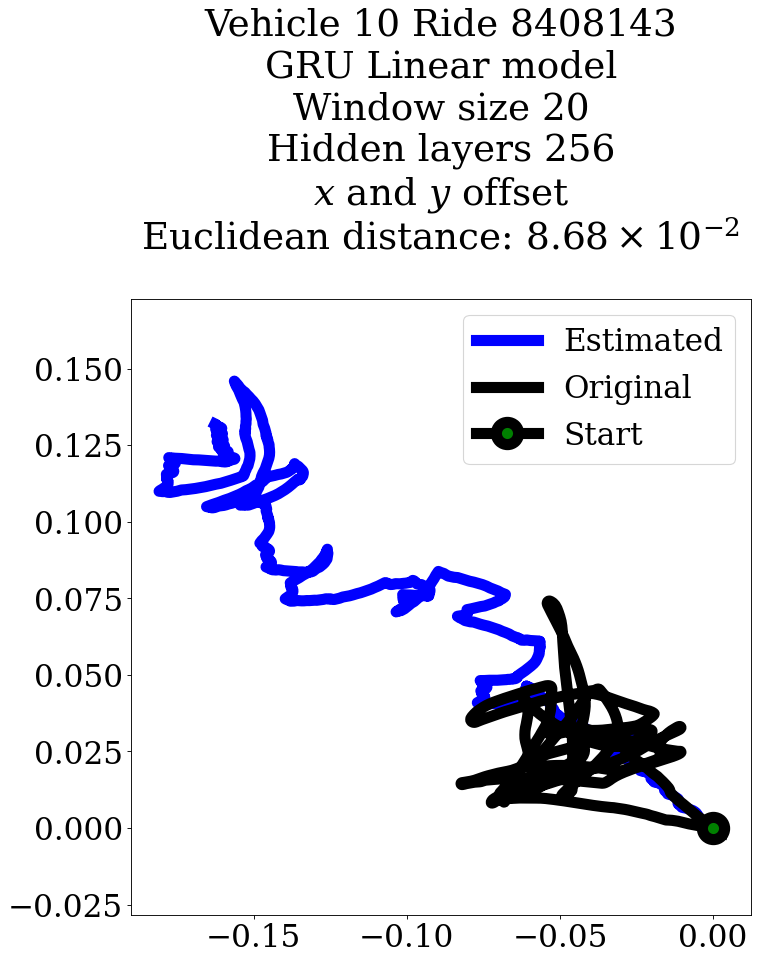 Vehicle 10 Ride 8408143
GRU Linear model
Window size 20
Hidden layers 256
x and y offset
Euclidean distance: 8.68 × 10⁻²
Estimated
Original
Start
0.150
0.125
0.100
0.075
0.050
0.025
0.000
−0.025
−0.15
−0.10
−0.05
0.00